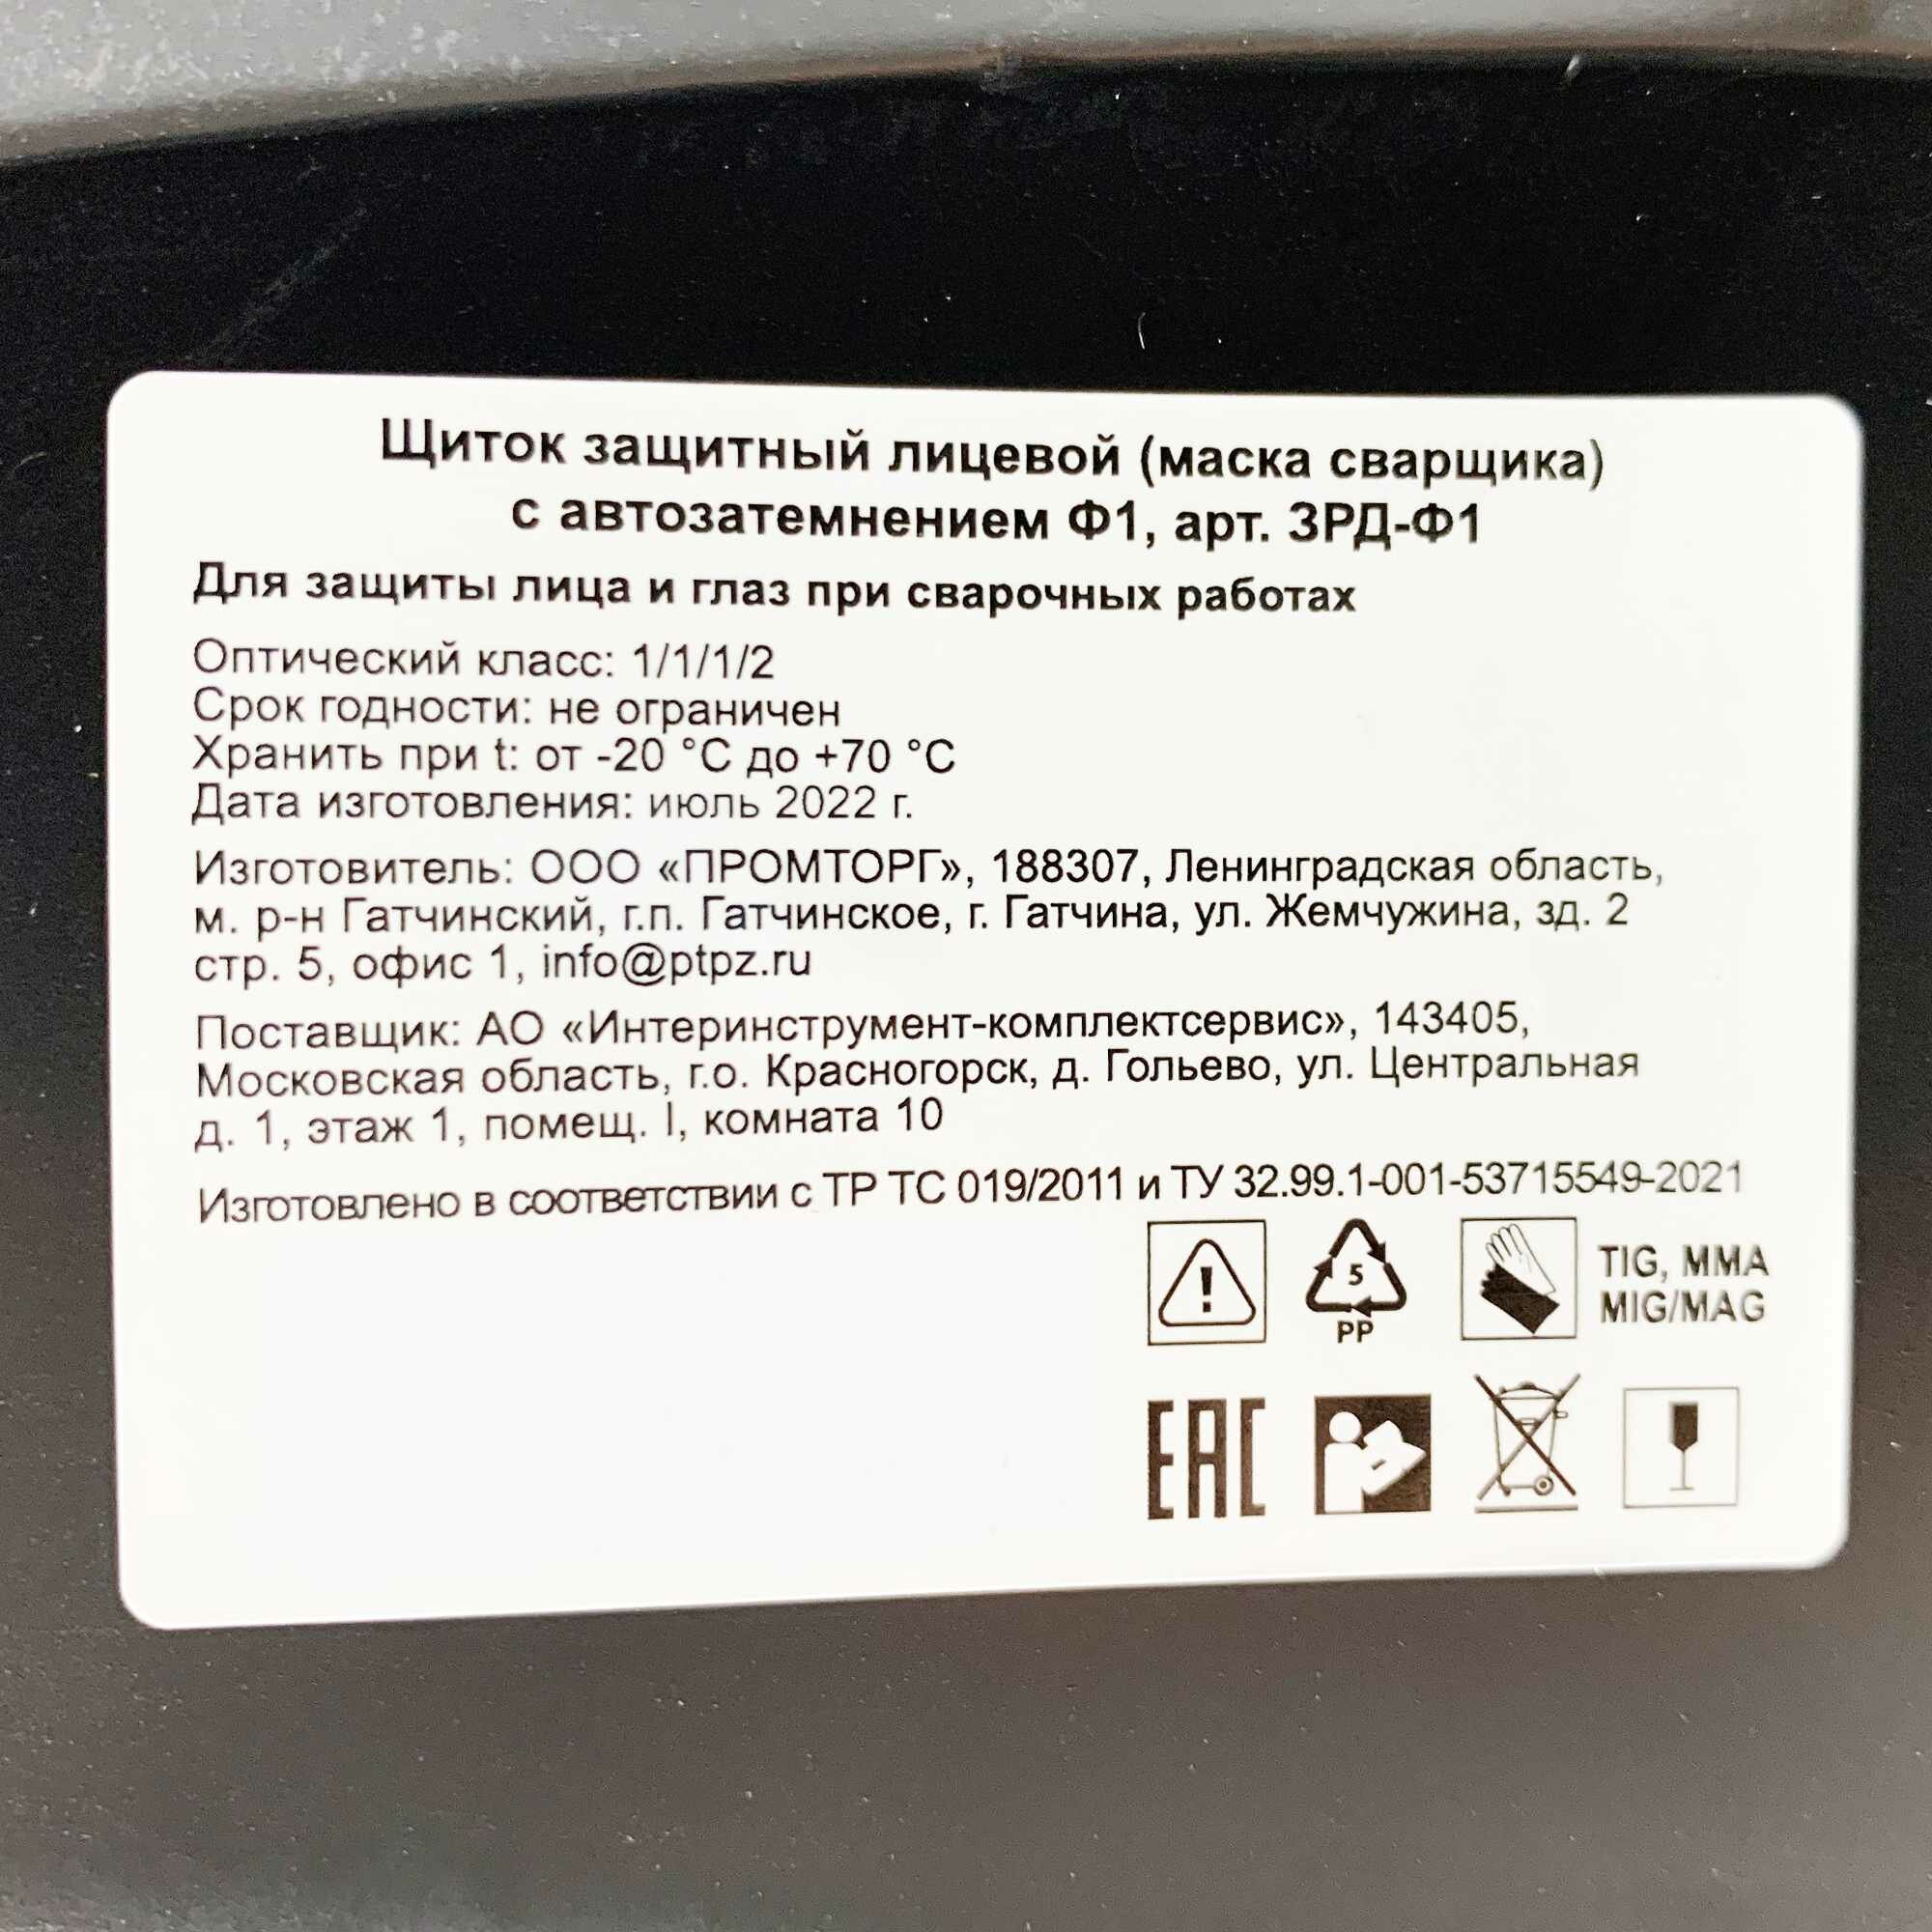 Щиток защитный лицевой (маска сварщика)
с автозатемнением Ф1, арт. ЗРД-Ф1
Для защиты лица и глаз при сварочных работах
Оптический класс: 1/1/1/2
Срок годности: не ограничен
Хранить при t: от -20 °C до +70 °C
Дата изготовления: июль 2022 г.
Изготовитель: ООО «ПРОМТОРГ», 188307, Ленинградская область,
м. р-н Гатчинский, г.п. Гатчинское, г. Гатчина, ул. Жемчужина, зд. 2
стр. 5, офис 1, info@ptpz.ru
Поставщик: АО «Интеринструмент-комплектсервис», 143405,
Московская область, г.о. Красногорск, д. Гольево, ул. Центральная
д. 1, этаж 1, помещ. I, комната 10
Изготовлено в соответствии с ТР ТС 019/2011 и ТУ 32.99.1-001-53715549-2021
!
5
PP
TIG, MMA
MIG/MAG
EAC